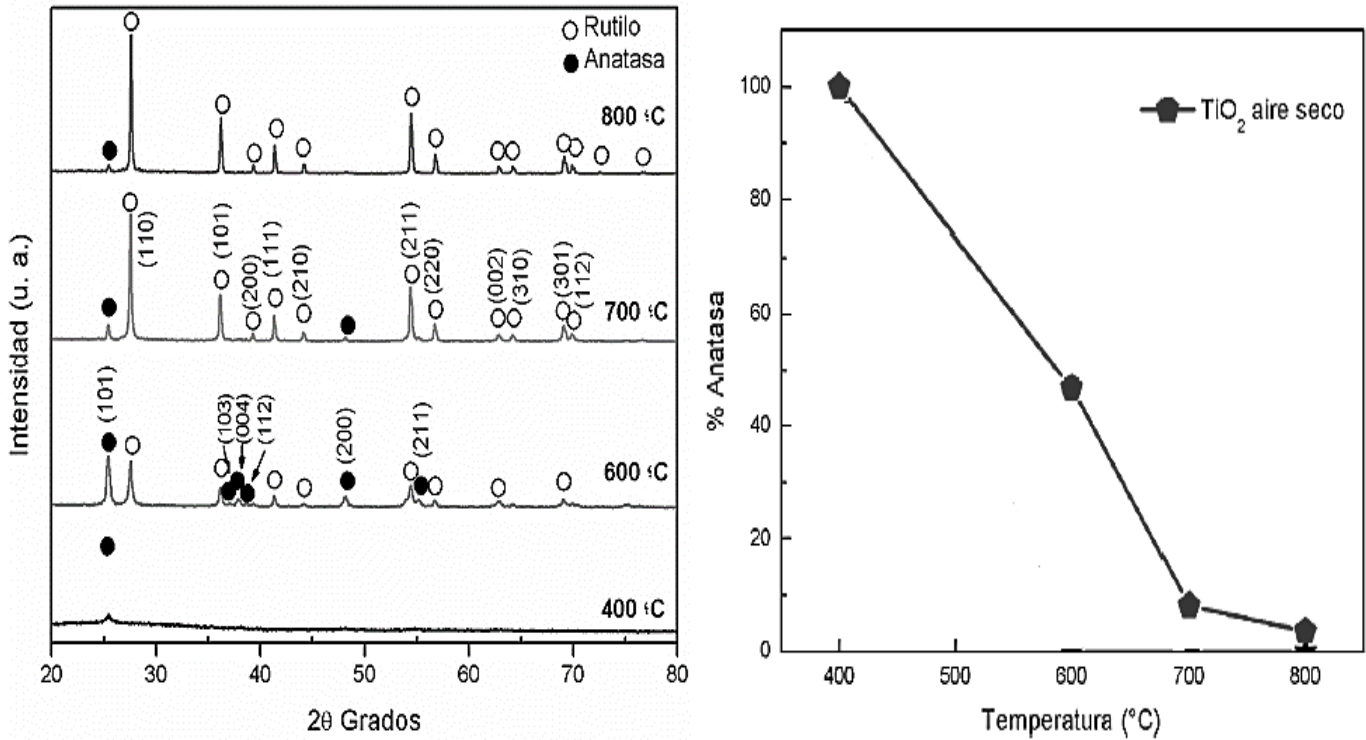 Rutilo
Anatasa
800 °C
(110)
(101)
(200)
(111)
(210)
(211)
(220)
(002)
(310)
(301)
(112)
700 °C
(101)
(103)
(004)
(112)
(200)
(211)
600 °C
400 °C
Intensidad (u. a.)
20 30 40 50 60 70 80
2θ Grados
TiO₂ aire seco
% Anatasa
100
80
60
40
20
0
400 500 600 700 800
Temperatura (°C)